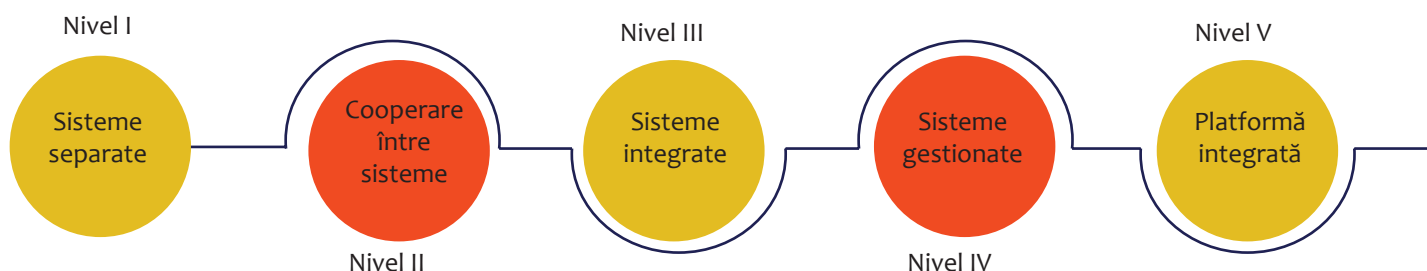 Nivel I
Sisteme
separate
Cooperare
între
sisteme
Nivel II
Nivel III
Sisteme
integrate
Sisteme
gestionate
Nivel IV
Nivel V
Platformă
integrată